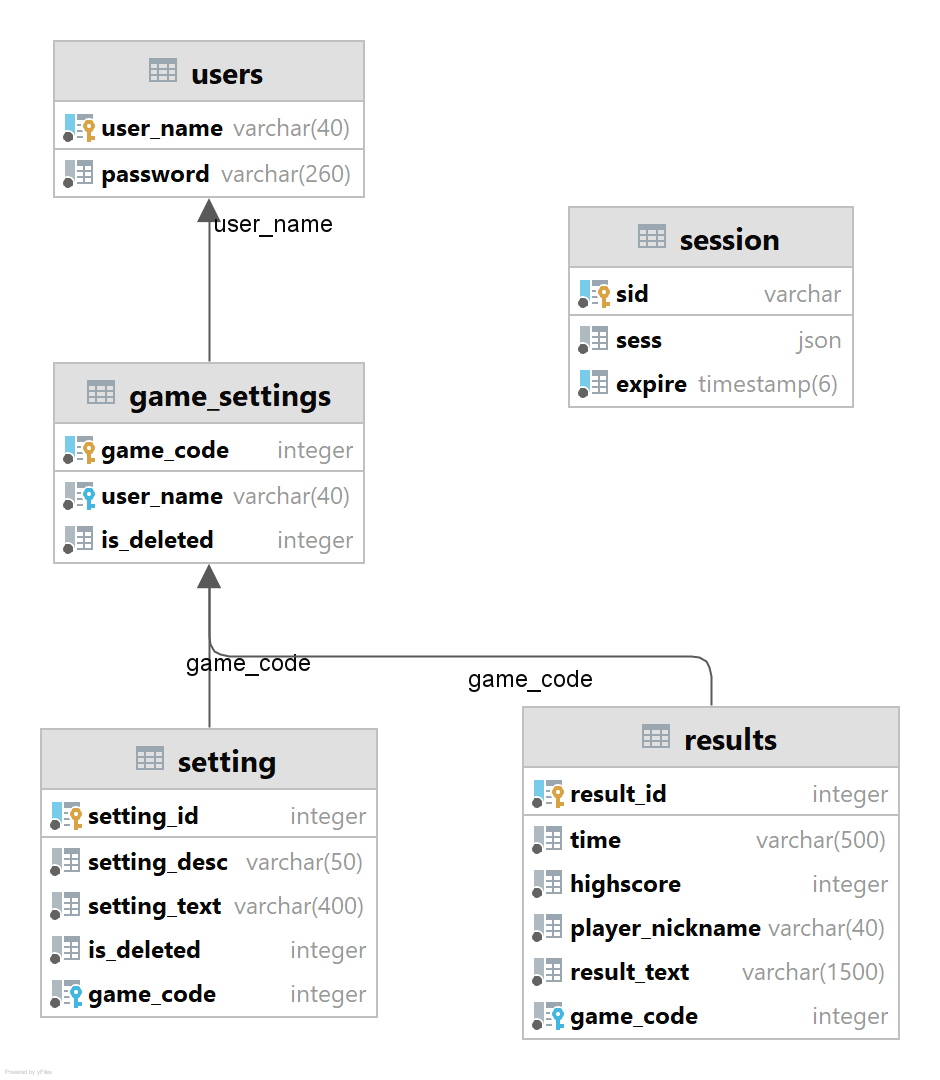 users
user_name varchar(40)
password varchar(260)
user_name
session
sid varchar
sess json
expire timestamp(6)
game_settings
game_code integer
user_name varchar(40)
is_deleted integer
game_code
game_code
setting
setting_id integer
setting_desc varchar(50)
setting_text varchar(400)
is_deleted integer
game_code integer
results
result_id integer
time varchar(500)
highscore integer
player_nickname varchar(40)
result_text varchar(1500)
game_code integer
Powered by yFiles